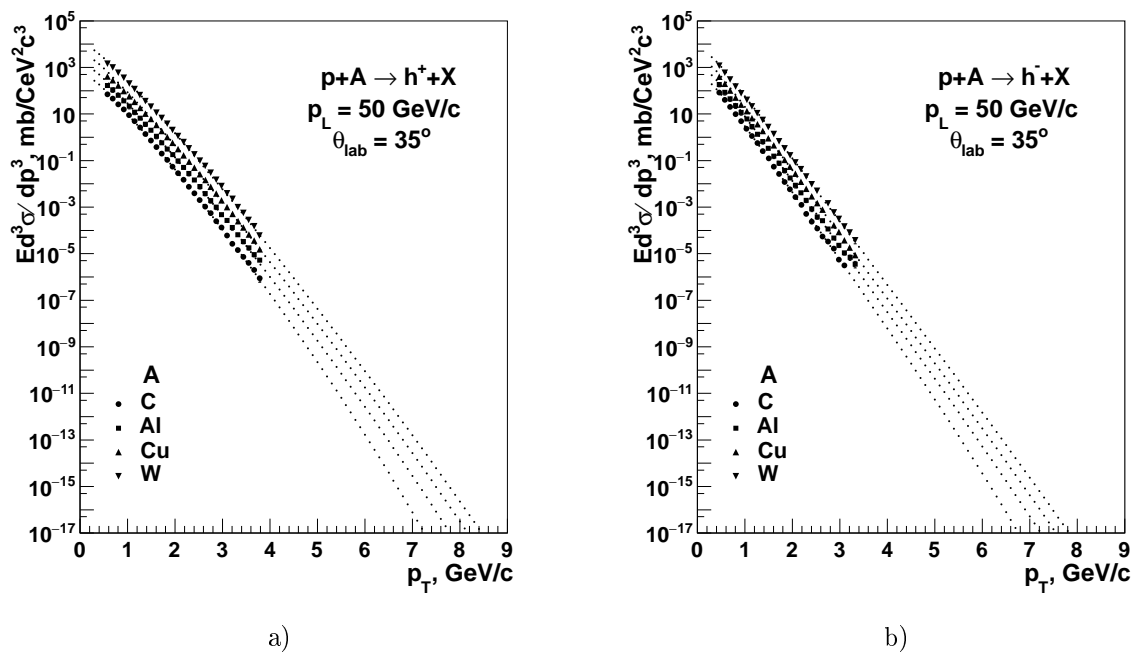 10⁵
10³
10
10⁻¹
10⁻³
10⁻⁵
10⁻⁷
10⁻⁹
10⁻¹¹
10⁻¹³
10⁻¹⁵
10⁻¹⁷
Ed³σ/ dp³, mb/CeV²c³
p+A → h⁺+X
p_L = 50 GeV/c
θ_lab = 35°
A
C
Al
Cu
W
0 1 2 3 4 5 6 7 8 9
p_T, GeV/c
a)
10⁵
10³
10
10⁻¹
10⁻³
10⁻⁵
10⁻⁷
10⁻⁹
10⁻¹¹
10⁻¹³
10⁻¹⁵
10⁻¹⁷
Ed³σ/ dp³, mb/CeV²c³
p+A → h⁻+X
p_L = 50 GeV/c
θ_lab = 35°
A
C
Al
Cu
W
0 1 2 3 4 5 6 7 8 9
p_T, GeV/c
b)